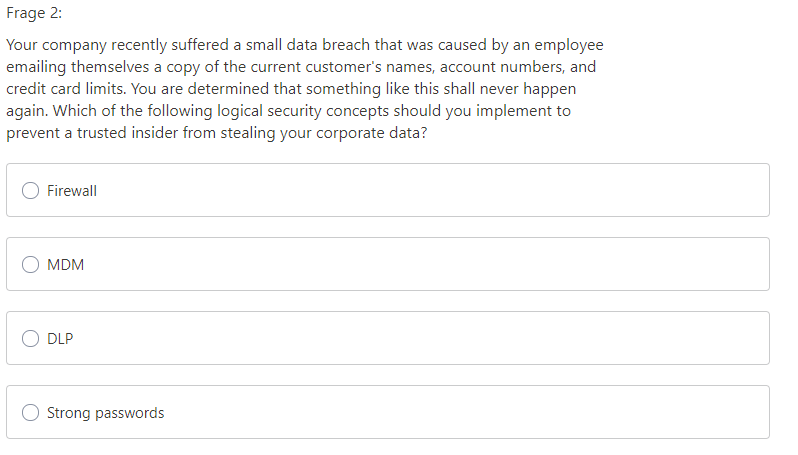 Frage 2:
Your company recently suffered a small data breach that was caused by an employee
emailing themselves a copy of the current customer's names, account numbers, and
credit card limits. You are determined that something like this shall never happen
again. Which of the following logical security concepts should you implement to
prevent a trusted insider from stealing your corporate data?
Firewall
MDM
DLP
Strong passwords